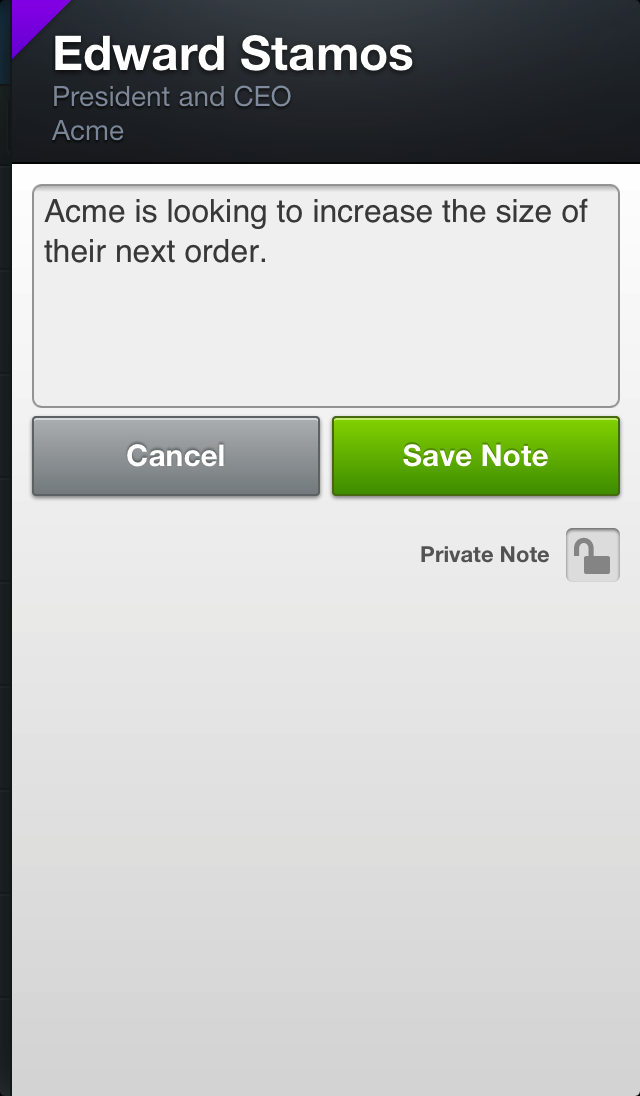 Edward Stamos
President and CEO
Acme
Acme is looking to increase the size of
their next order.
Cancel
Save Note
Private Note